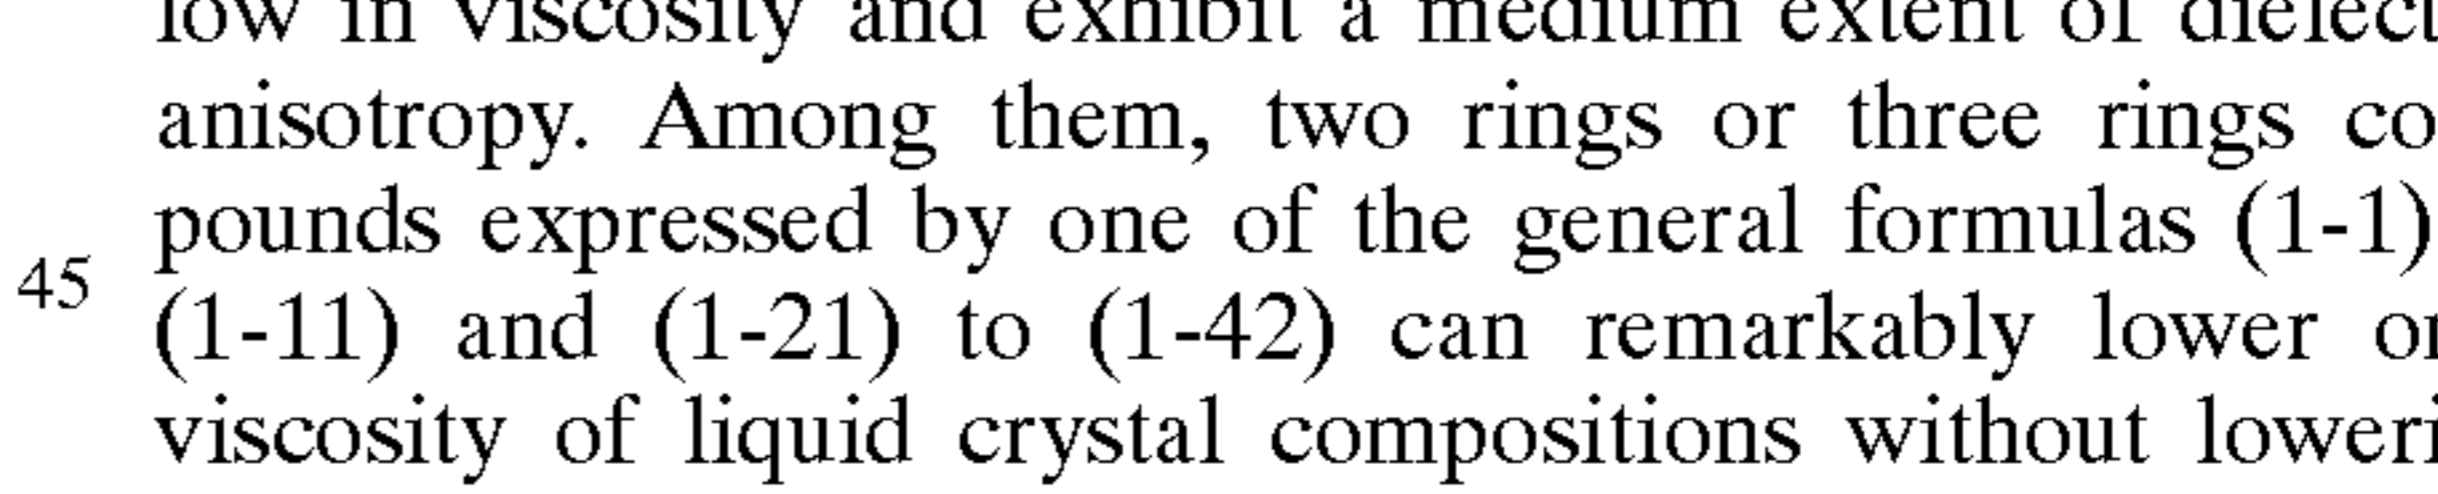 low in viscosity and exhibit a medium extent of dielect
anisotropy. Among them, two rings or three rings co
pounds expressed by one of the general formulas (1-1)
45 (1-11) and (1-21) to (1-42) can remarkably lower on
viscosity of liquid crystal compositions without loweri